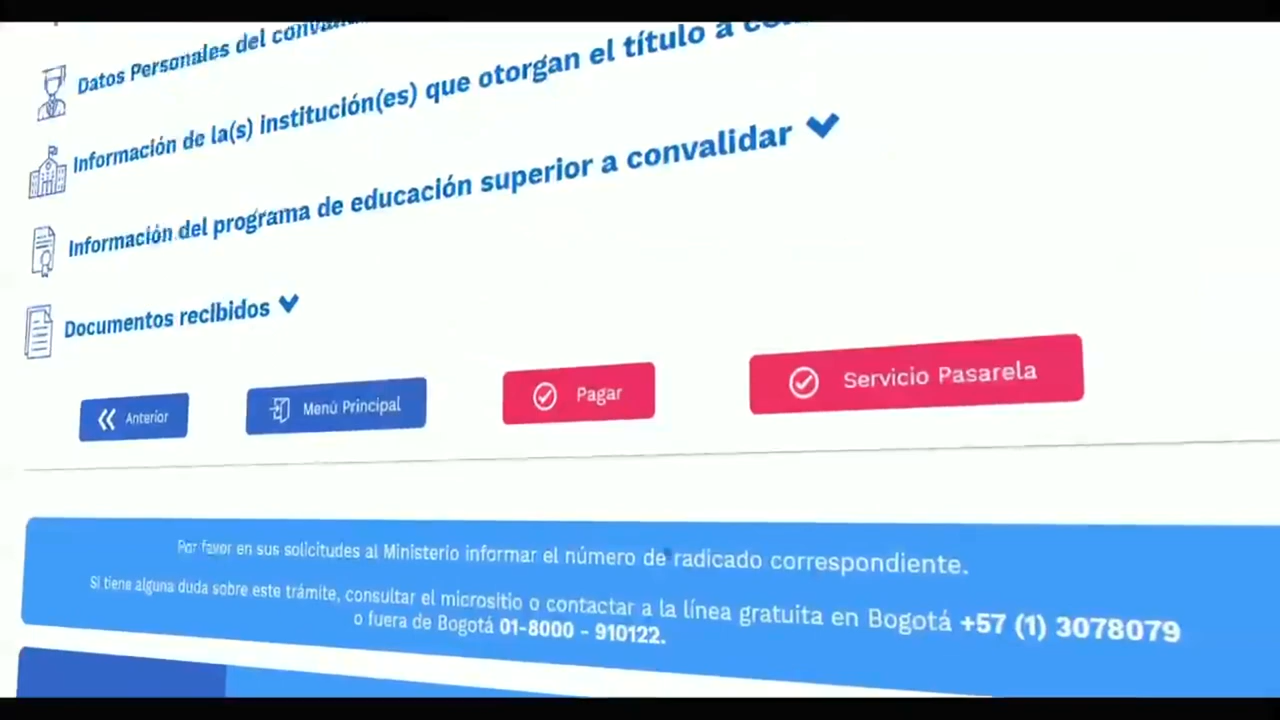 Datos Personales del
Información de la(s) institución(es) que otorgan el título a
Información del programa de educación superior a convalidar
Documentos recibidos
Anterior
Menú Principal
Pagar
Servicio Pasarela
Por favor en sus solicitudes al Ministerio informar el número de radicado correspondiente.
Si tiene alguna duda sobre este trámite, consultar el micrositio o contactar a la línea gratuita en Bogotá +57 (1) 3078079
o fuera de Bogotá 01-8000 - 910122.